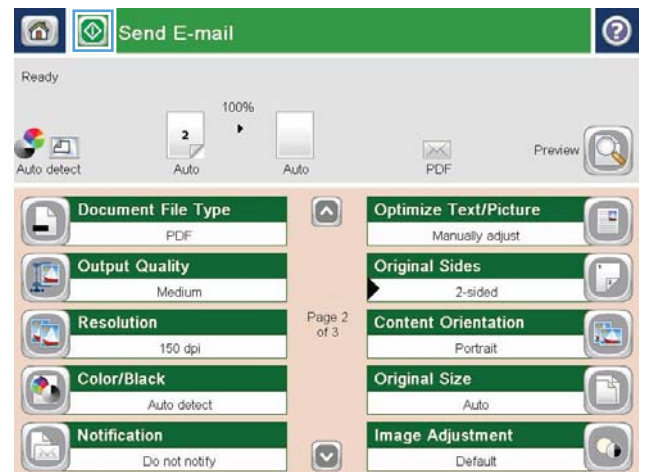 Send E-mail
?
Ready
100%
2
Auto detect
Auto
Auto
PDF
Preview
Document File Type
PDF
Output Quality
Medium
Resolution
150 dpi
Color/Black
Auto detect
Notification
Do not notify
Page 2
of 3
Optimize Text/Picture
Manually adjust
Original Sides
2-sided
Content Orientation
Portrait
Original Size
Auto
Image Adjustment
Default